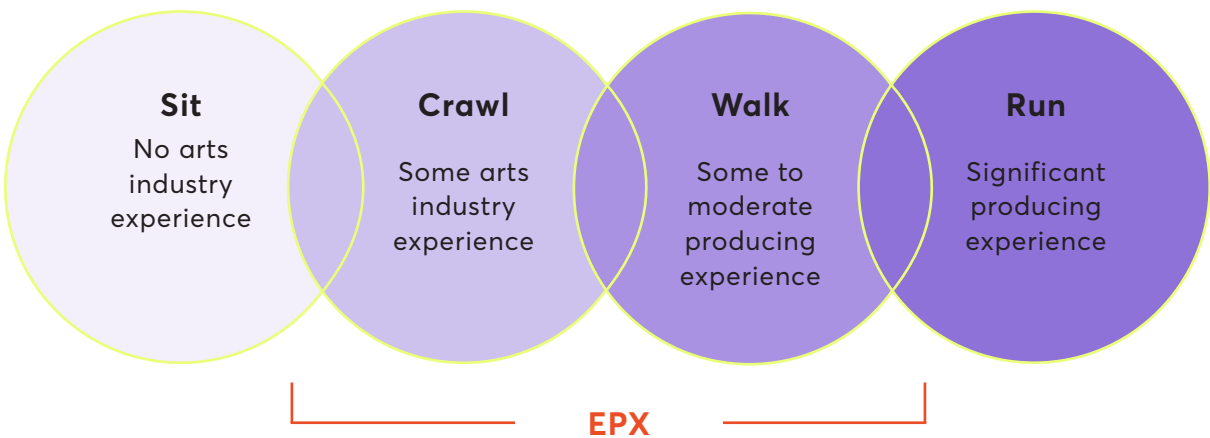 Sit
No arts
industry
experience
Crawl
Some arts
industry
experience
Walk
Some to
moderate
producing
experience
Run
Significant
producing
experience
EPX